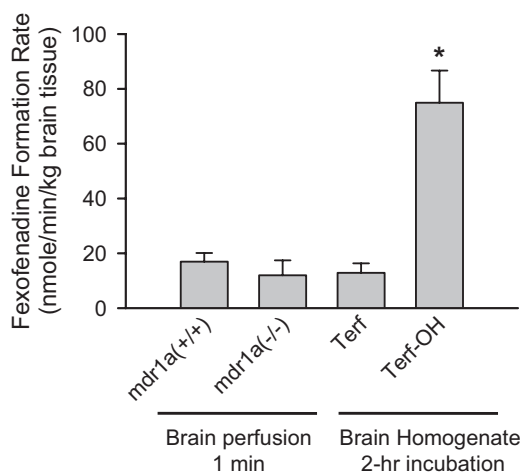 Fexofenadine Formation Rate
(nmole/min/kg brain tissue)
100
80
60
40
20
0
*
mdr1a(+/+)
mdr1a(-/-)
Terf
Terf-OH
Brain perfusion
1 min
Brain Homogenate
2-hr incubation